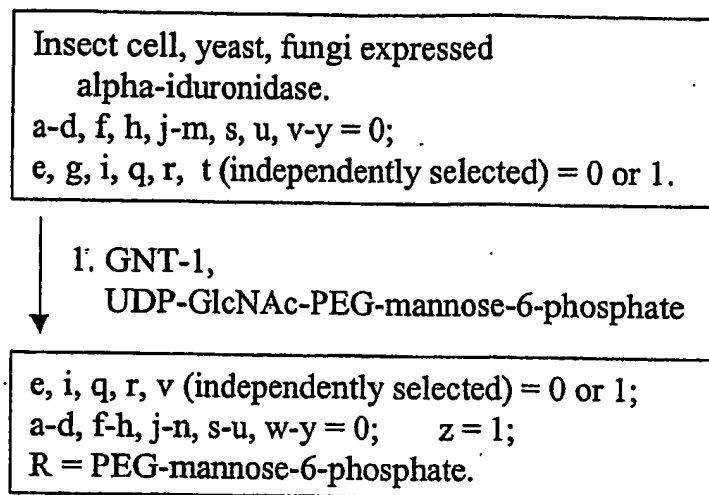 Insect cell, yeast, fungi expressed
alpha-iduronidase.
a-d, f, h, j-m, s, u, v-y = 0;
e, g, i, q, r, t (independently selected) = 0 or 1.
1. GNT-1,
UDP-GlcNAc-PEG-mannose-6-phosphate
e, i, q, r, v (independently selected) = 0 or 1;
a-d, f-h, j-n, s-u, w-y = 0; z = 1;
R = PEG-mannose-6-phosphate.